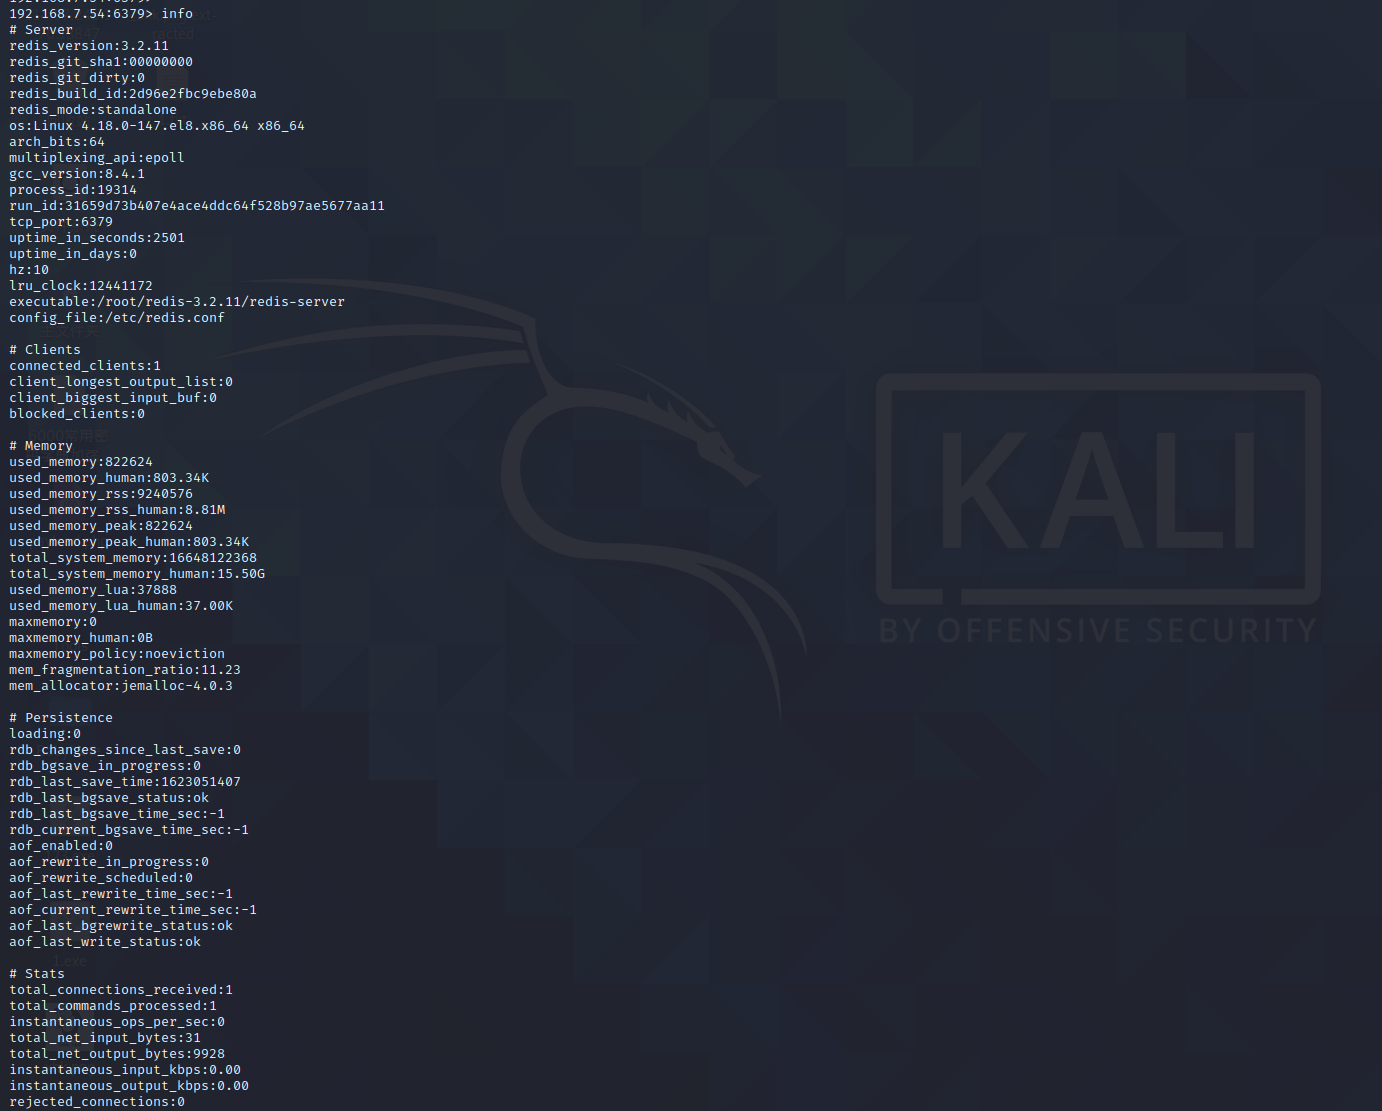 192.168.7.54:6379>
192.168.7.54:6379> info
# Server
redis_version:3.2.11
redis_git_sha1:00000000
redis_git_dirty:0
redis_build_id:2d96e2fbc9ebe80a
redis_mode:standalone
os:Linux 4.18.0-147.el8.x86_64 x86_64
arch_bits:64
multiplexing_api:epoll
gcc_version:8.4.1
process_id:19314
run_id:31659d73b407e4ace4ddc64f528b97ae5677aa11
tcp_port:6379
uptime_in_seconds:2501
uptime_in_days:0
hz:10
lru_clock:12441172
executable:/root/redis-3.2.11/redis-server
config_file:/etc/redis.conf
# Clients
connected_clients:1
client_longest_output_list:0
client_biggest_input_buf:0
blocked_clients:0
# Memory
used_memory:822624
used_memory_human:803.34K
used_memory_rss:9240576
used_memory_rss_human:8.81M
used_memory_peak:822624
used_memory_peak_human:803.34K
total_system_memory:16648122368
total_system_memory_human:15.50G
used_memory_lua:37888
used_memory_lua_human:37.00K
maxmemory:0
maxmemory_human:0B
maxmemory_policy:noeviction
mem_fragmentation_ratio:11.23
mem_allocator:jemalloc-4.0.3
# Persistence
loading:0
rdb_changes_since_last_save:0
rdb_bgsave_in_progress:0
rdb_last_save_time:1623051407
rdb_last_bgsave_status:ok
rdb_last_bgsave_time_sec:-1
rdb_current_bgsave_time_sec:-1
aof_enabled:0
aof_rewrite_in_progress:0
aof_rewrite_scheduled:0
aof_last_rewrite_time_sec:-1
aof_current_rewrite_time_sec:-1
aof_last_bgrewrite_status:ok
aof_last_write_status:ok
# Stats
total_connections_received:1
total_commands_processed:1
instantaneous_ops_per_sec:0
total_net_input_bytes:31
total_net_output_bytes:9928
instantaneous_input_kbps:0.00
instantaneous_output_kbps:0.00
rejected_connections:0
KALI
BY OFFENSIVE SECURITY
1.exe